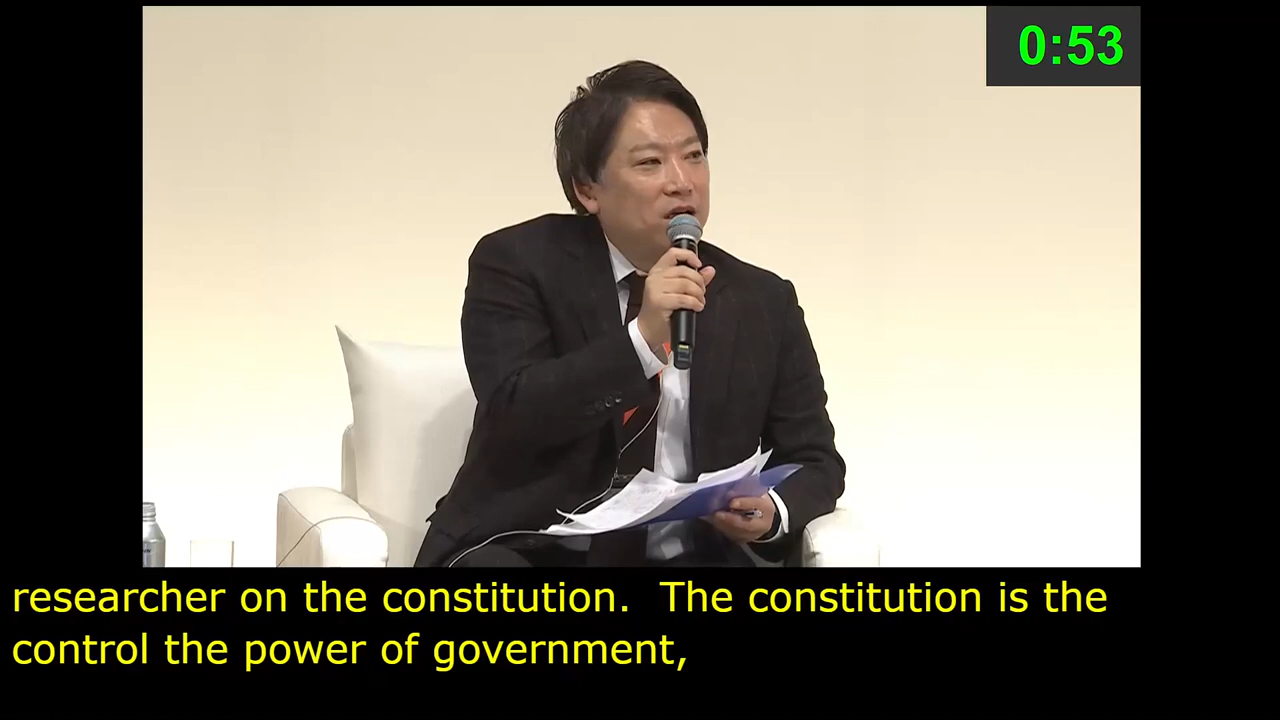 0:53
researcher on the constitution.  The constitution is the
control the power of government,